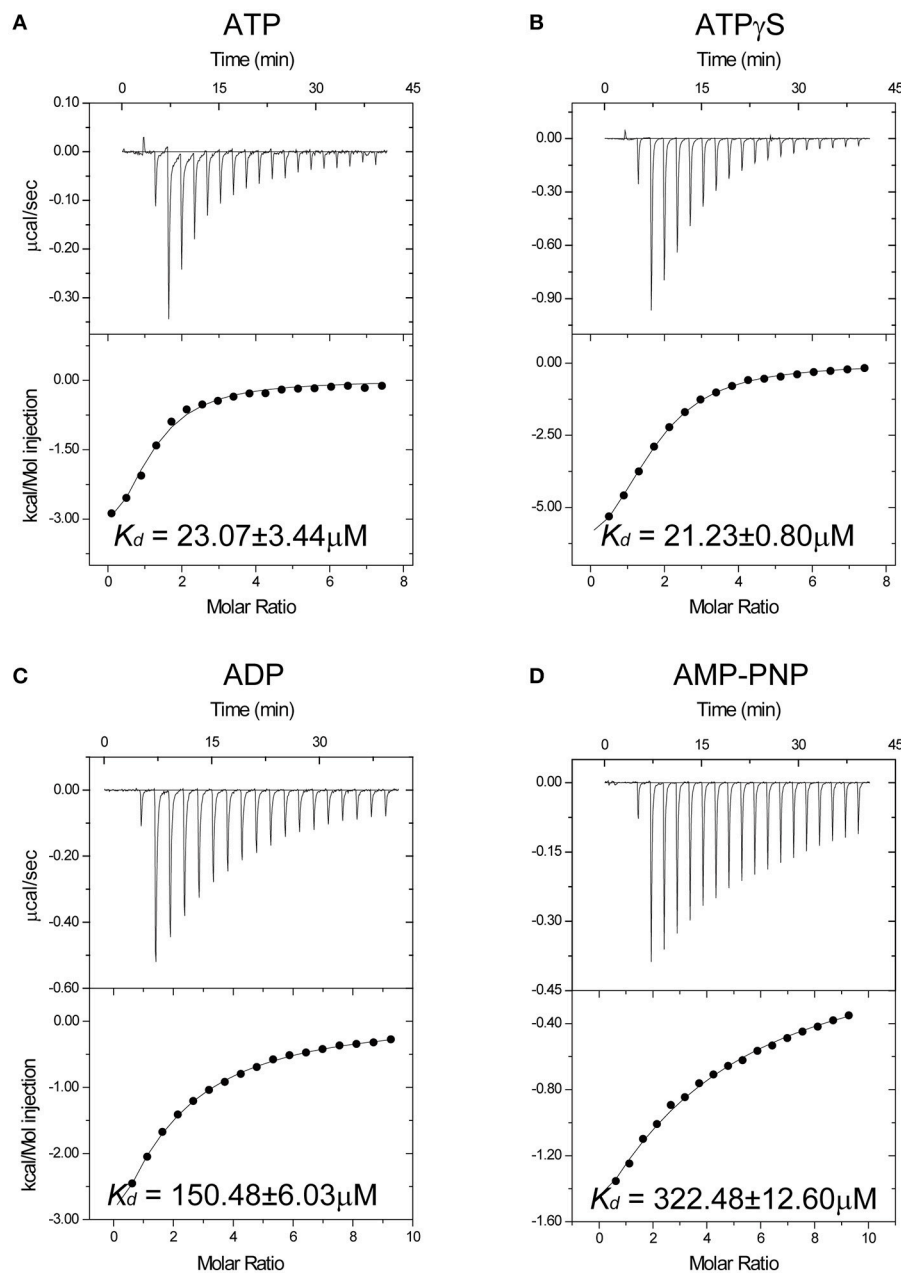 A
ATP
Time (min)
0 15 30 45
0.10
0.00
-0.10
-0.20
-0.30
μcal/sec
0.00
-1.50
-3.00
kcal/Mol injection
Kd = 23.07±3.44μM
0 2 4 6 8
Molar Ratio
B
ATPγS
Time (min)
0 15 30 45
0.00
-0.30
-0.60
-0.90
0.00
-2.50
-5.00
Kd = 21.23±0.80μM
0 2 4 6 8
Molar Ratio
C
ADP
Time (min)
0 15 30
0.00
-0.20
-0.40
-0.60
μcal/sec
0.00
-1.00
-2.00
-3.00
kcal/Mol injection
Kd = 150.48±6.03μM
0 2 4 6 8 10
Molar Ratio
D
AMP-PNP
Time (min)
0 15 30 45
0.00
-0.15
-0.30
-0.45
-0.40
-0.80
-1.20
-1.60
Kd = 322.48±12.60μM
0 2 4 6 8 10
Molar Ratio